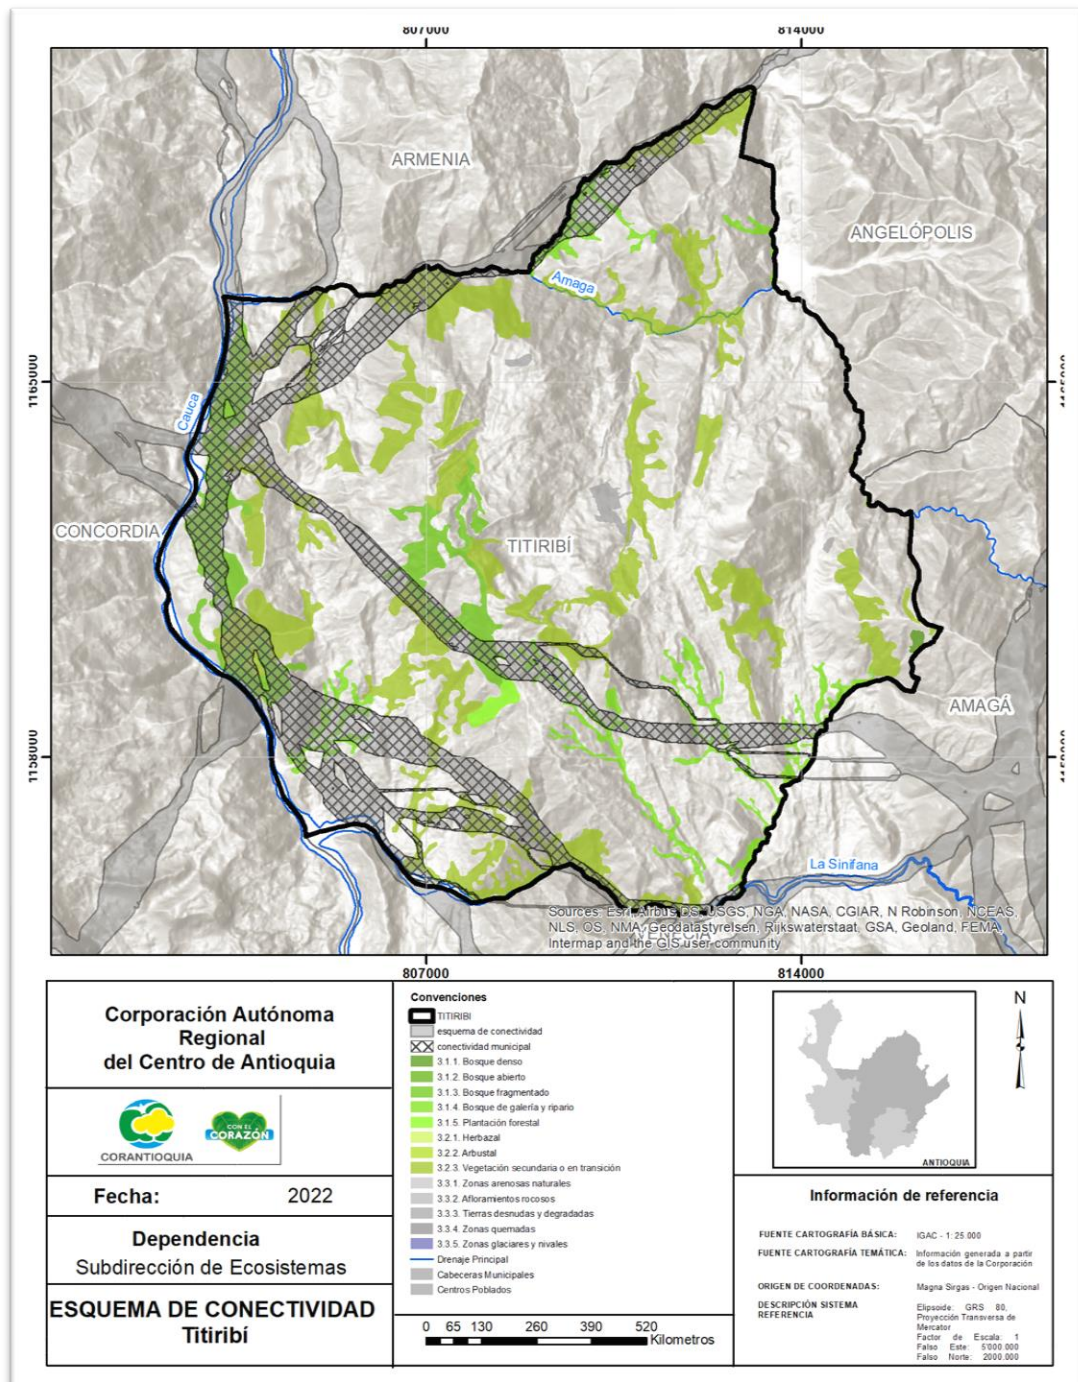 807000
814000
ARMENIA
ANGELÓPOLIS
Amaga
1165000
1165000
Cauca
CONCORDIA
TITIRIBÍ
AMAGÁ
1158000
1158000
La Sinifana
Sources: Esri, Airbus DS, USGS, NGA, NASA, CGIAR, N Robinson, NCEAS,
NLS, OS, NMA, Geodatastyrelsen, Rijkswaterstaat, GSA, Geoland, FEMA,
VENECIA
Intermap and the GIS user community
807000
814000
Corporación Autónoma
Regional
del Centro de Antioquia
CORANTIOQUIA
CON EL
CORAZÓN
Fecha: 2022
Dependencia
Subdirección de Ecosistemas
ESQUEMA DE CONECTIVIDAD
Titiribí
Convenciones
TITIRIBI
esquema de conectividad
conectividad municipal
3.1.1. Bosque denso
3.1.2. Bosque abierto
3.1.3. Bosque fragmentado
3.1.4. Bosque de galería y ripario
3.1.5. Plantación forestal
3.2.1. Herbazal
3.2.2. Arbustal
3.2.3. Vegetación secundaria o en transición
3.3.1. Zonas arenosas naturales
3.3.2. Afloramientos rocosos
3.3.3. Tierras desnudas y degradadas
3.3.4. Zonas quemadas
3.3.5. Zonas glaciares y nivales
Drenaje Principal
Cabeceras Municipales
Centros Poblados
0 65 130 260 390 520
Kilometros
N
ANTIOQUIA
Información de referencia
FUENTE CARTOGRAFÍA BÁSICA: IGAC - 1:25.000
FUENTE CARTOGRAFÍA TEMÁTICA: Información generada a partir
de los datos de la Corporación
ORIGEN DE COORDENADAS: Magna Sirgas - Origen Nacional
DESCRIPCIÓN SISTEMA
REFERENCIA
Elipsoide: GRS 80,
Proyección Transversa de
Mercator
Factor de Escala: 1
Falso Este: 5'000.000
Falso Norte: 2000.000